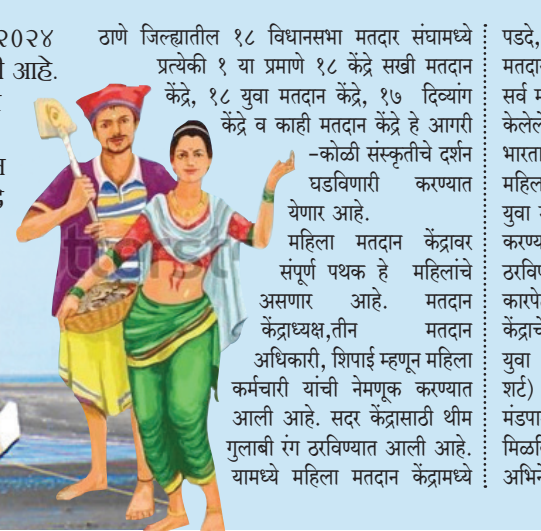 २०२४
आहे.
ठाणे जिल्ह्यातील १८ विधानसभा मतदार संघामध्ये
प्रत्येकी १ या प्रमाणे १८ केंद्रे सखी मतदान
केंद्रे, १८ युवा मतदान केंद्रे, १७ दिव्यांग
केंद्रे व काही मतदान केंद्रे हे आगरी
-कोळी संस्कृतीचे दर्शन
घडविणारी करण्यात
येणार आहे.
महिला मतदान केंद्रावर
संपूर्ण पथक हे महिलांचे
असणार आहे. मतदान
केंद्राध्यक्ष,तीन मतदान
अधिकारी, शिपाई म्हणून महिला
कर्मचारी यांची नेमणूक करण्यात
आली आहे. सदर केंद्रासाठी थीम
गुलाबी रंग ठरविण्यात आली आहे.
यामध्ये महिला मतदान केंद्रामध्ये
पडदे,
मतदान
सर्व
केलेले
भारता
महिल
युवा
करण्य
ठरविण
कारपे
केंद्राचे
युवा
शर्ट)
मंडपा
मिळवि
अभिने